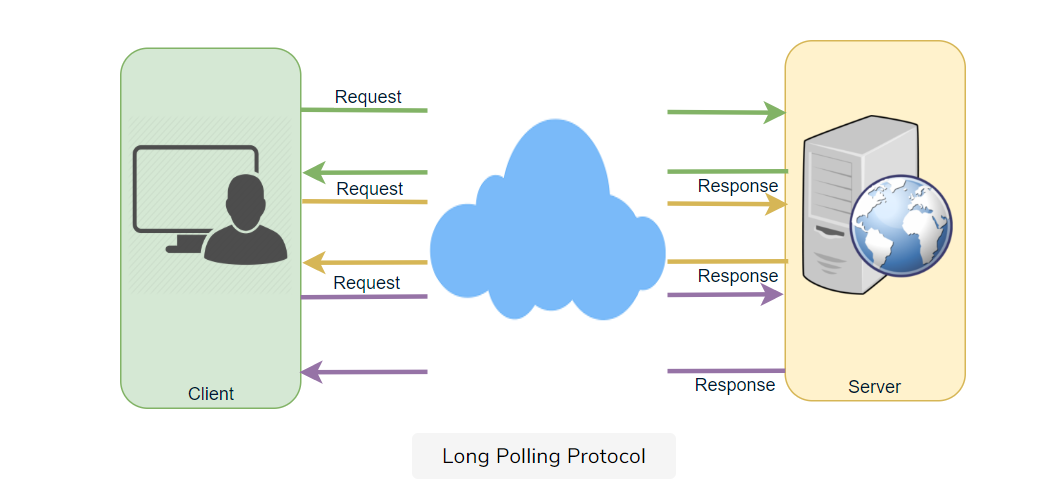 Request
Request
Response
Request
Response
Response
Client
Server
Long Polling Protocol